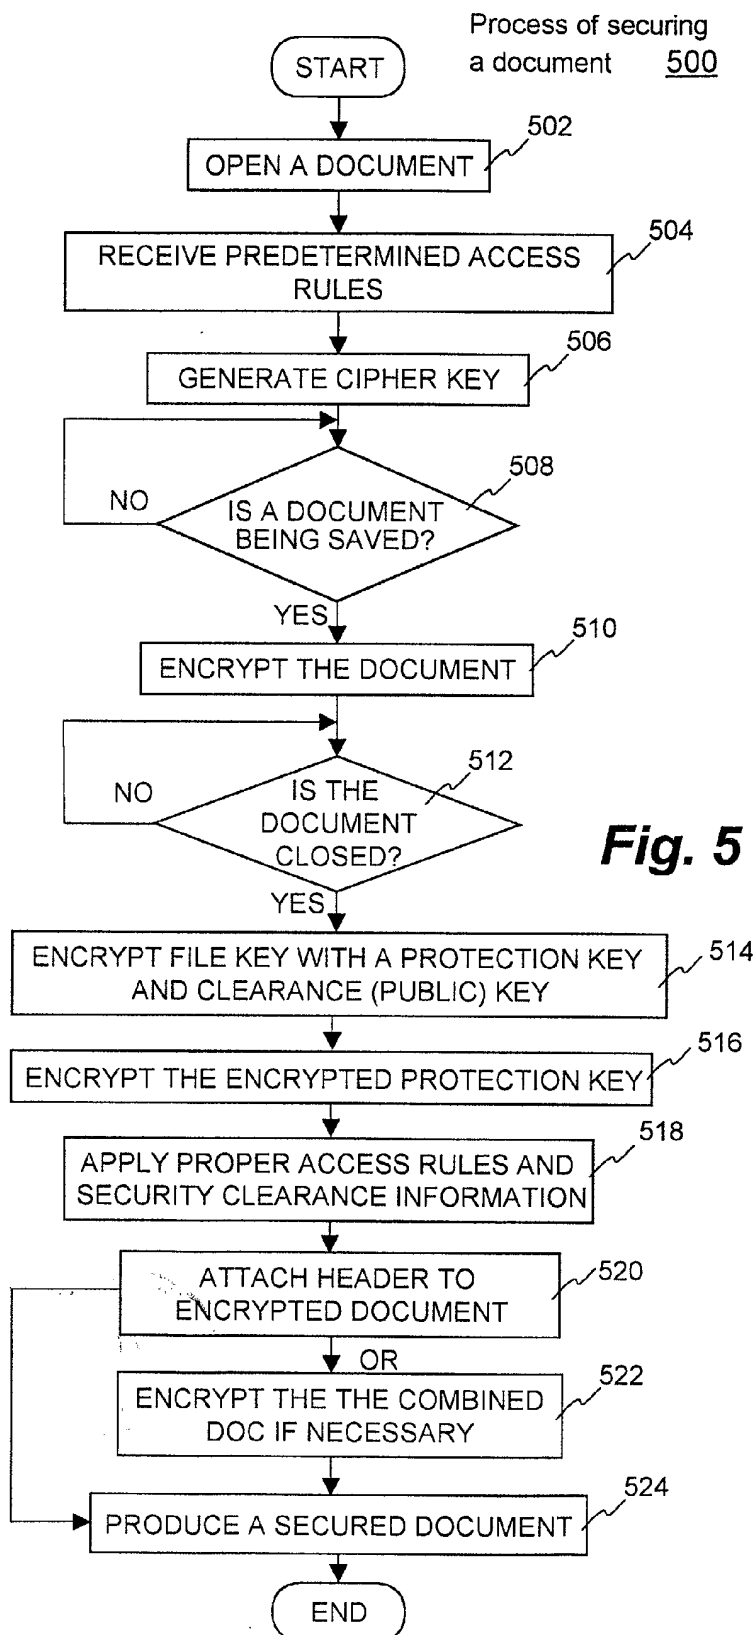 Process of securing
a document 500
START
502
OPEN A DOCUMENT
504
RECEIVE PREDETERMINED ACCESS
RULES
506
GENERATE CIPHER KEY
508
NO
IS A DOCUMENT
BEING SAVED?
YES
510
ENCRYPT THE DOCUMENT
512
NO
IS THE
DOCUMENT
CLOSED?
Fig. 5
YES
514
ENCRYPT FILE KEY WITH A PROTECTION KEY
AND CLEARANCE (PUBLIC) KEY
516
ENCRYPT THE ENCRYPTED PROTECTION KEY
518
APPLY PROPER ACCESS RULES AND
SECURITY CLEARANCE INFORMATION
520
ATTACH HEADER TO
ENCRYPTED DOCUMENT
OR
522
ENCRYPT THE THE COMBINED
DOC IF NECESSARY
524
PRODUCE A SECURED DOCUMENT
END